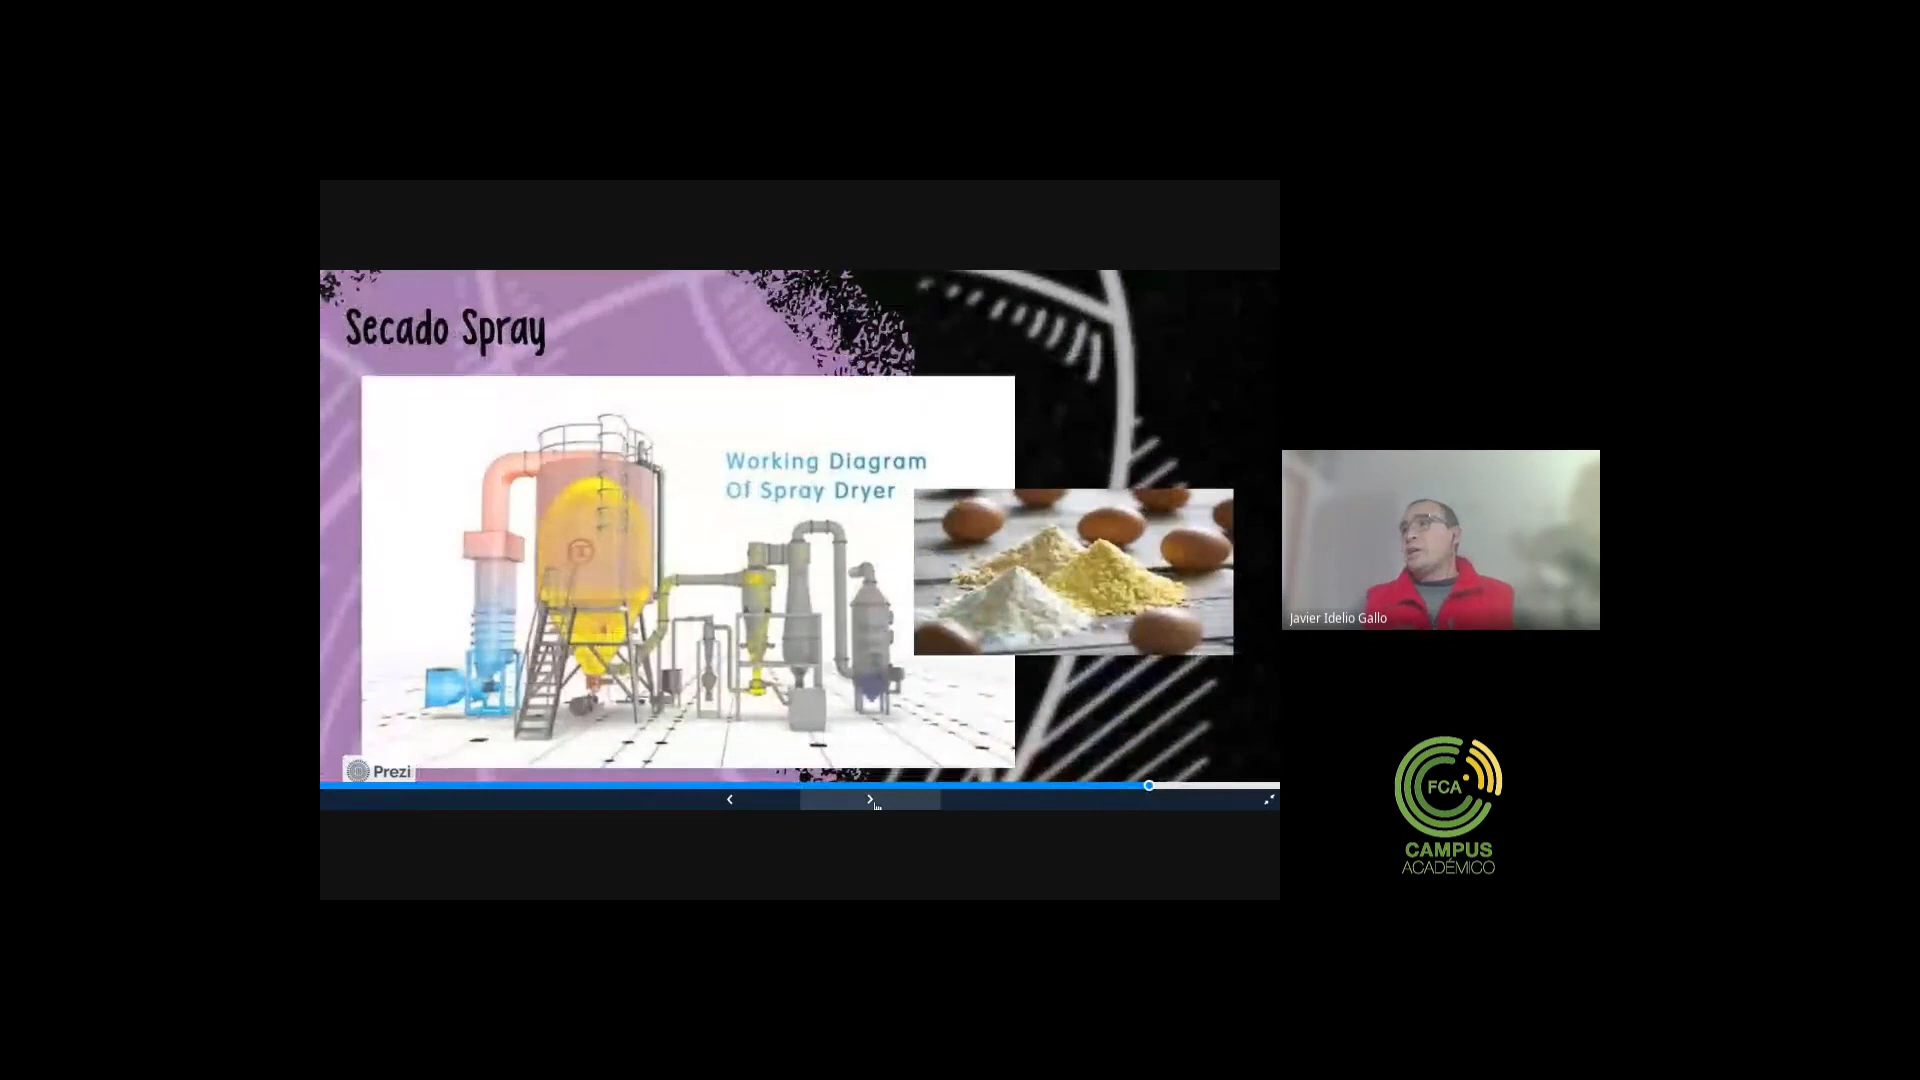 Secado Spray
Working Diagram
Of Spray Dryer
Prezi
Javier Idelio Gallo
FCA
CAMPUS
ACADÉMICO